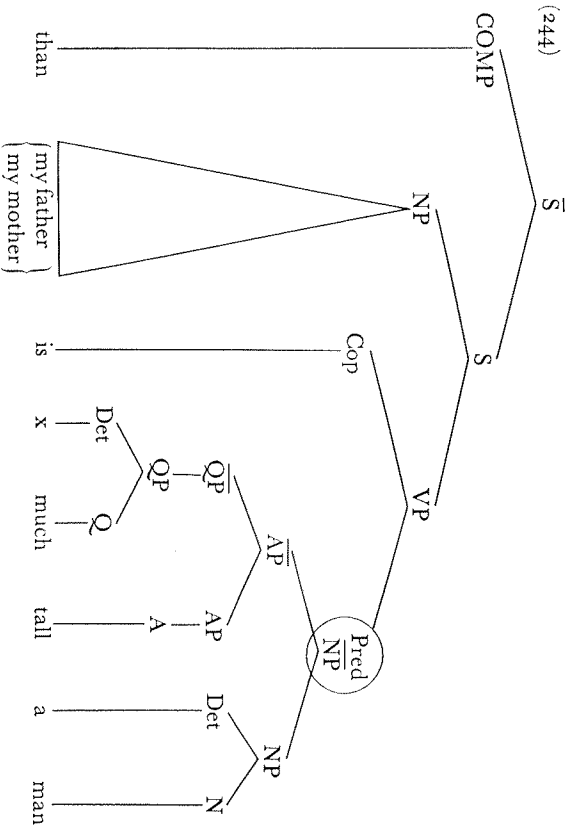 (244)
S̅
COMP S
NP VP
Cop Pred
N̅P̅
A̅P̅ NP
Q̅P̅ AP Det N
QP A
Det Q
than {my father
my mother} is x much tall a man